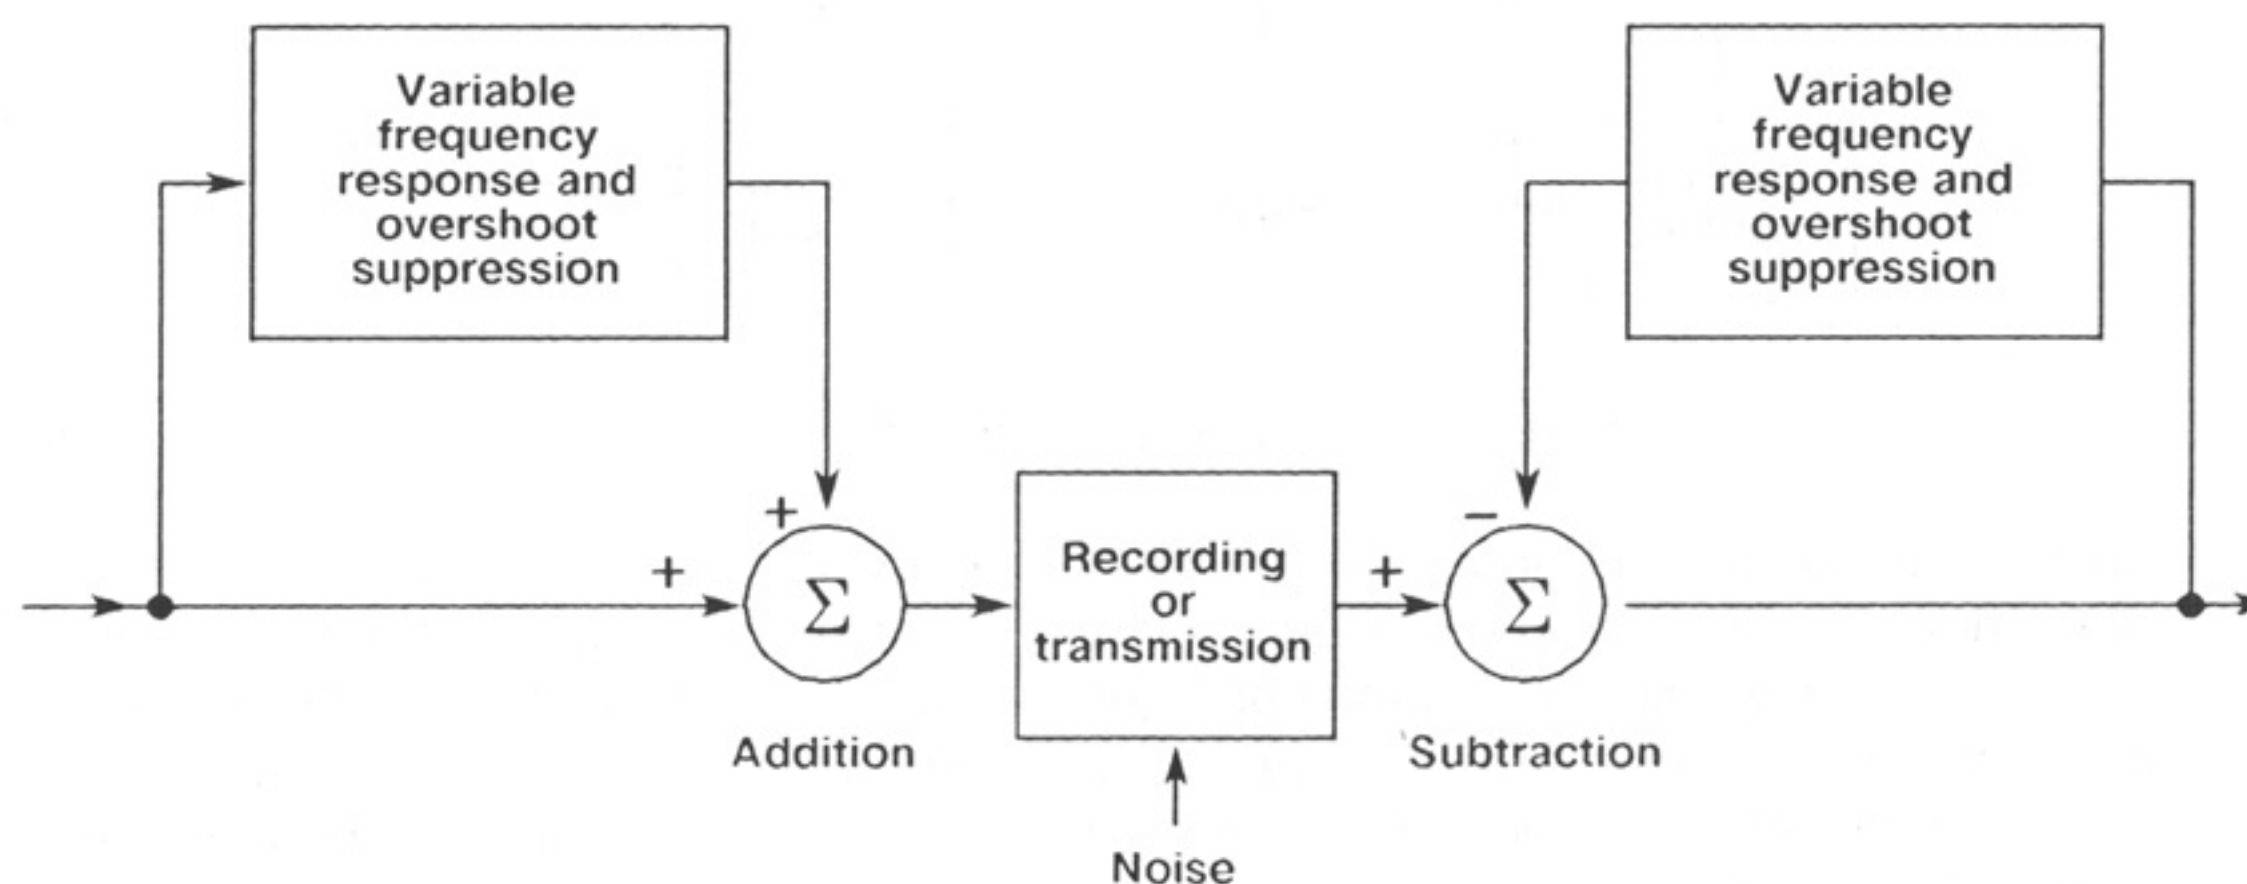 Variable
frequency
response and
overshoot
suppression
Variable
frequency
response and
overshoot
suppression
+
+
Σ
Addition
Recording
or
transmission
Noise
+
−
Σ
Subtraction